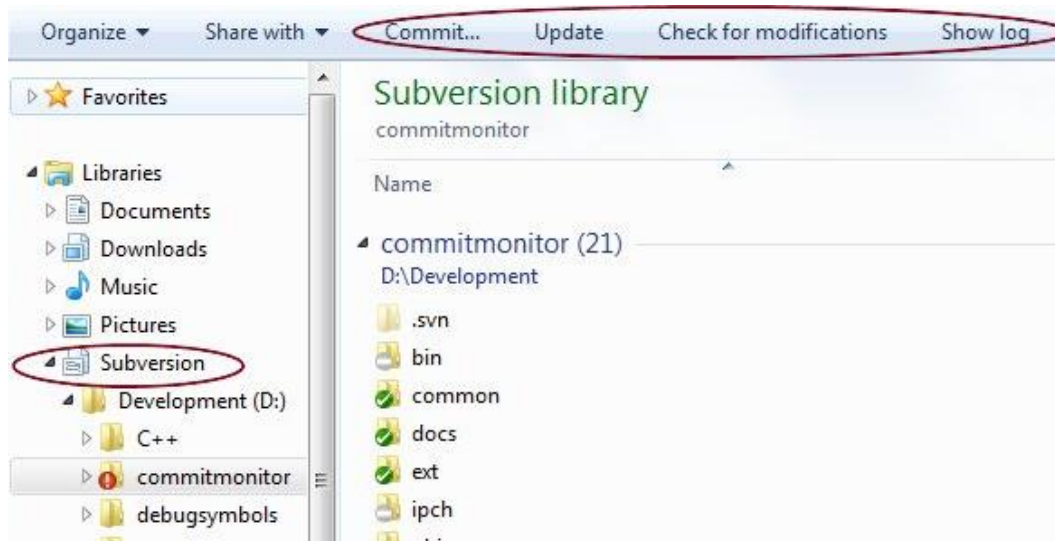 Organize Share with Commit... Update Check for modifications Show log
Favorites
Libraries
Documents
Downloads
Music
Pictures
Subversion
Development (D:)
C++
commitmonitor
debugsymbols
Subversion library
commitmonitor
Name
commitmonitor (21)
D:\Development
.svn
bin
common
docs
ext
ipch